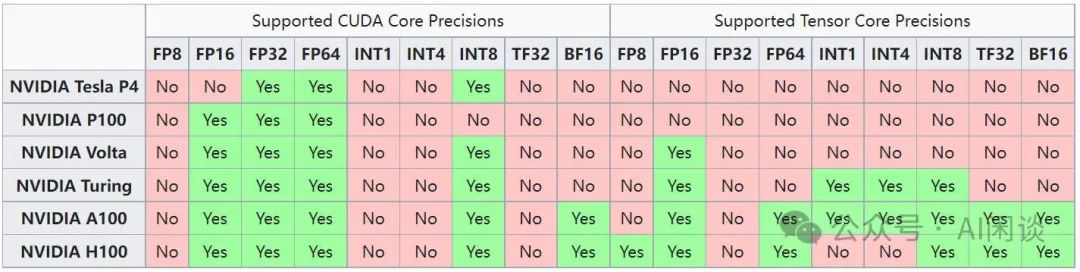 Supported CUDA Core Precisions Supported Tensor Core Precisions
FP8 FP16 FP32 FP64 INT1 INT4 INT8 TF32 BF16 FP8 FP16 FP32 FP64 INT1 INT4 INT8 TF32 BF16
NVIDIA Tesla P4 No No Yes Yes No No Yes No No No No No No No No No No No
NVIDIA P100 No Yes Yes Yes No No No No No No No No No No No No No No
NVIDIA Volta No Yes Yes Yes No No Yes No No No Yes No No No No No No No
NVIDIA Turing No Yes Yes Yes No No Yes No No No Yes No No Yes Yes Yes No No
NVIDIA A100 No Yes Yes Yes No No Yes No Yes No Yes No Yes Yes Yes Yes Yes Yes
NVIDIA H100 No Yes Yes Yes No No Yes No Yes Yes Yes No Yes No No Yes Yes Yes
公众号 · AI闲谈